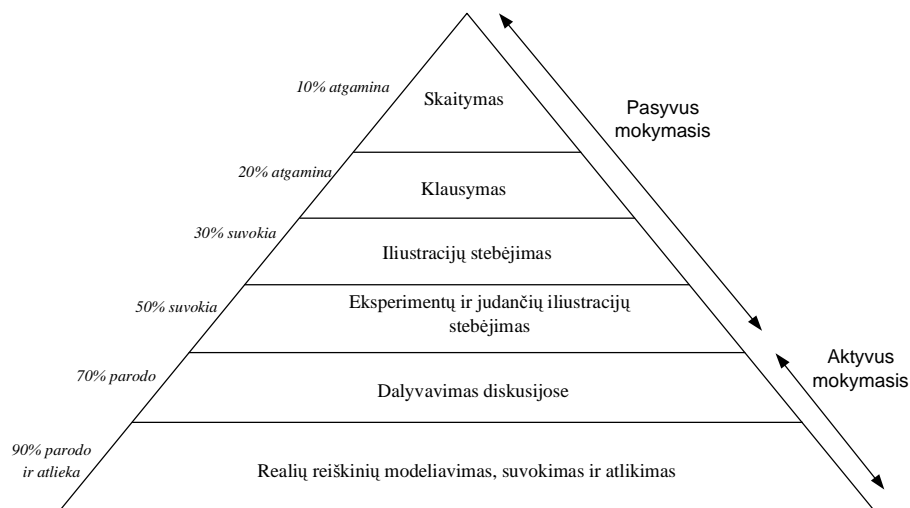 10% atgamina
Skaitymas
Pasyvus
mokymasis
20% atgamina
Klausymas
30% suvokia
Iliustracijų stebėjimas
50% suvokia
Eksperimentų ir judančių iliustracijų
stebėjimas
70% parodo
Dalyvavimas diskusijose
Aktyvus
mokymasis
90% parodo
ir atlieka
Realių reiškinių modeliavimas, suvokimas ir atlikimas